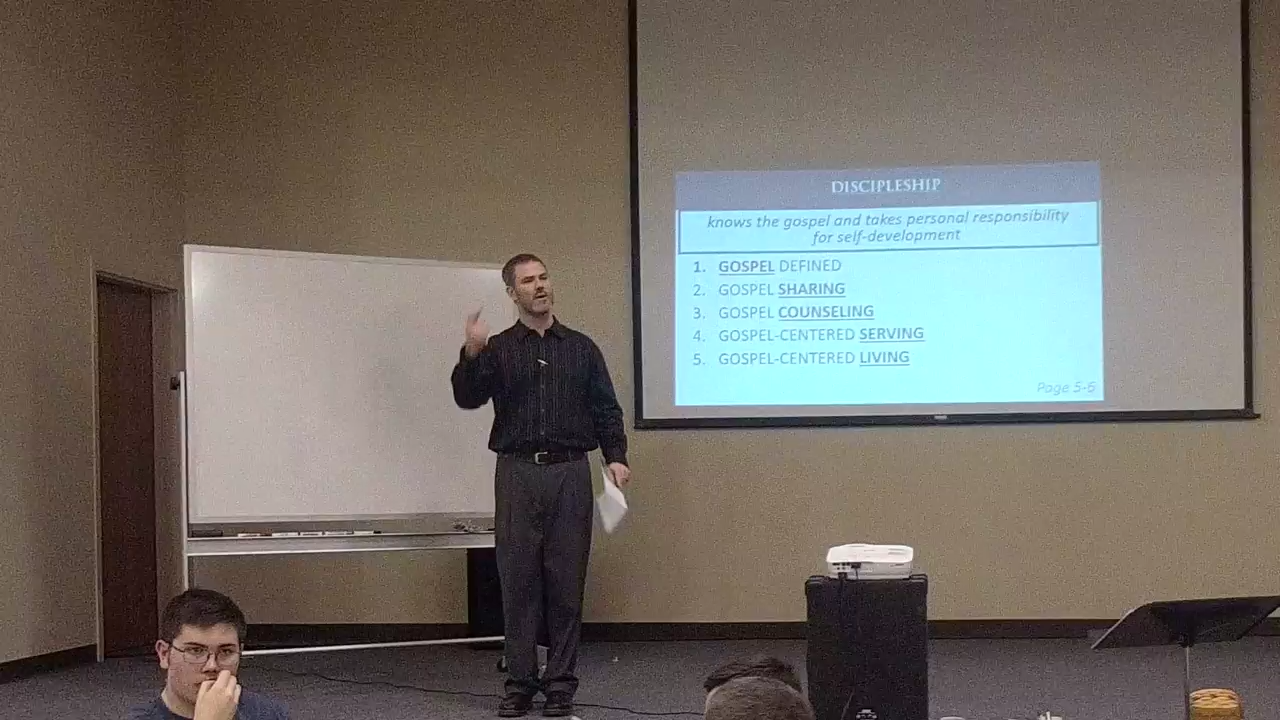 DISCIPLESHIP
knows the gospel and takes personal responsibility
for self-development
1. GOSPEL DEFINED
2. GOSPEL SHARING
3. GOSPEL COUNSELING
4. GOSPEL-CENTERED SERVING
5. GOSPEL-CENTERED LIVING
Page 5-6